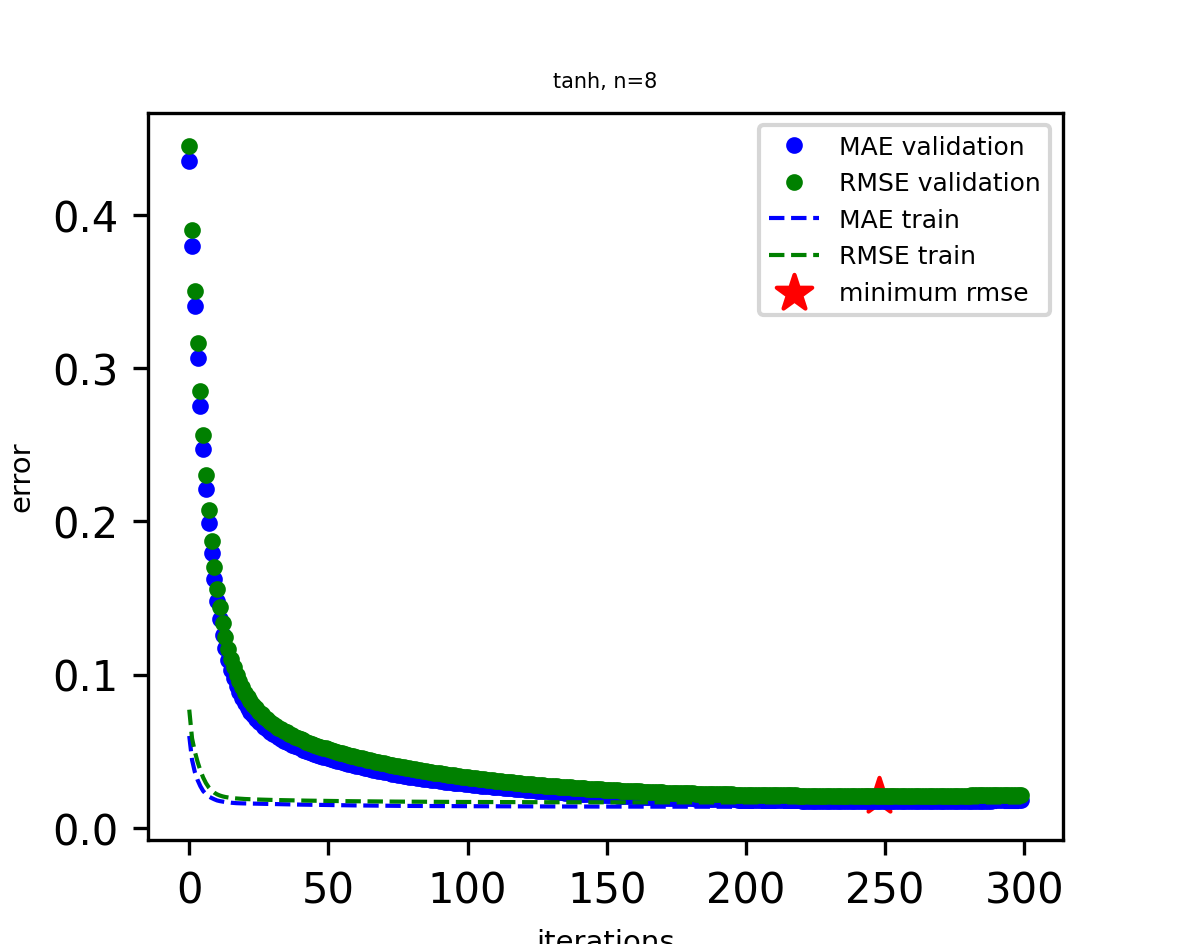 tanh, n=8
MAE validation
RMSE validation
MAE train
RMSE train
minimum rmse
error
0.4
0.3
0.2
0.1
0.0
0 50 100 150 200 250 300
iterations